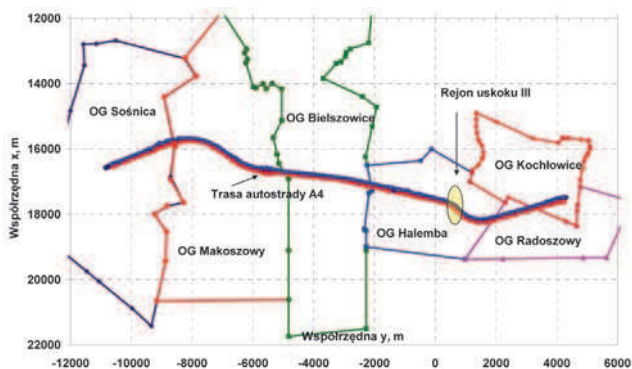 12000
14000
16000
18000
20000
22000
Współrzędna x, m
OG Sośnica
OG Bielszowice
Rejon uskoku III
OG Kochłowice
Trasa autostrady A4
OG Makoszowy
OG Halemba
OG Radoszowy
Współrzędna y, m
-12000 -10000 -8000 -6000 -4000 -2000 0 2000 4000 6000